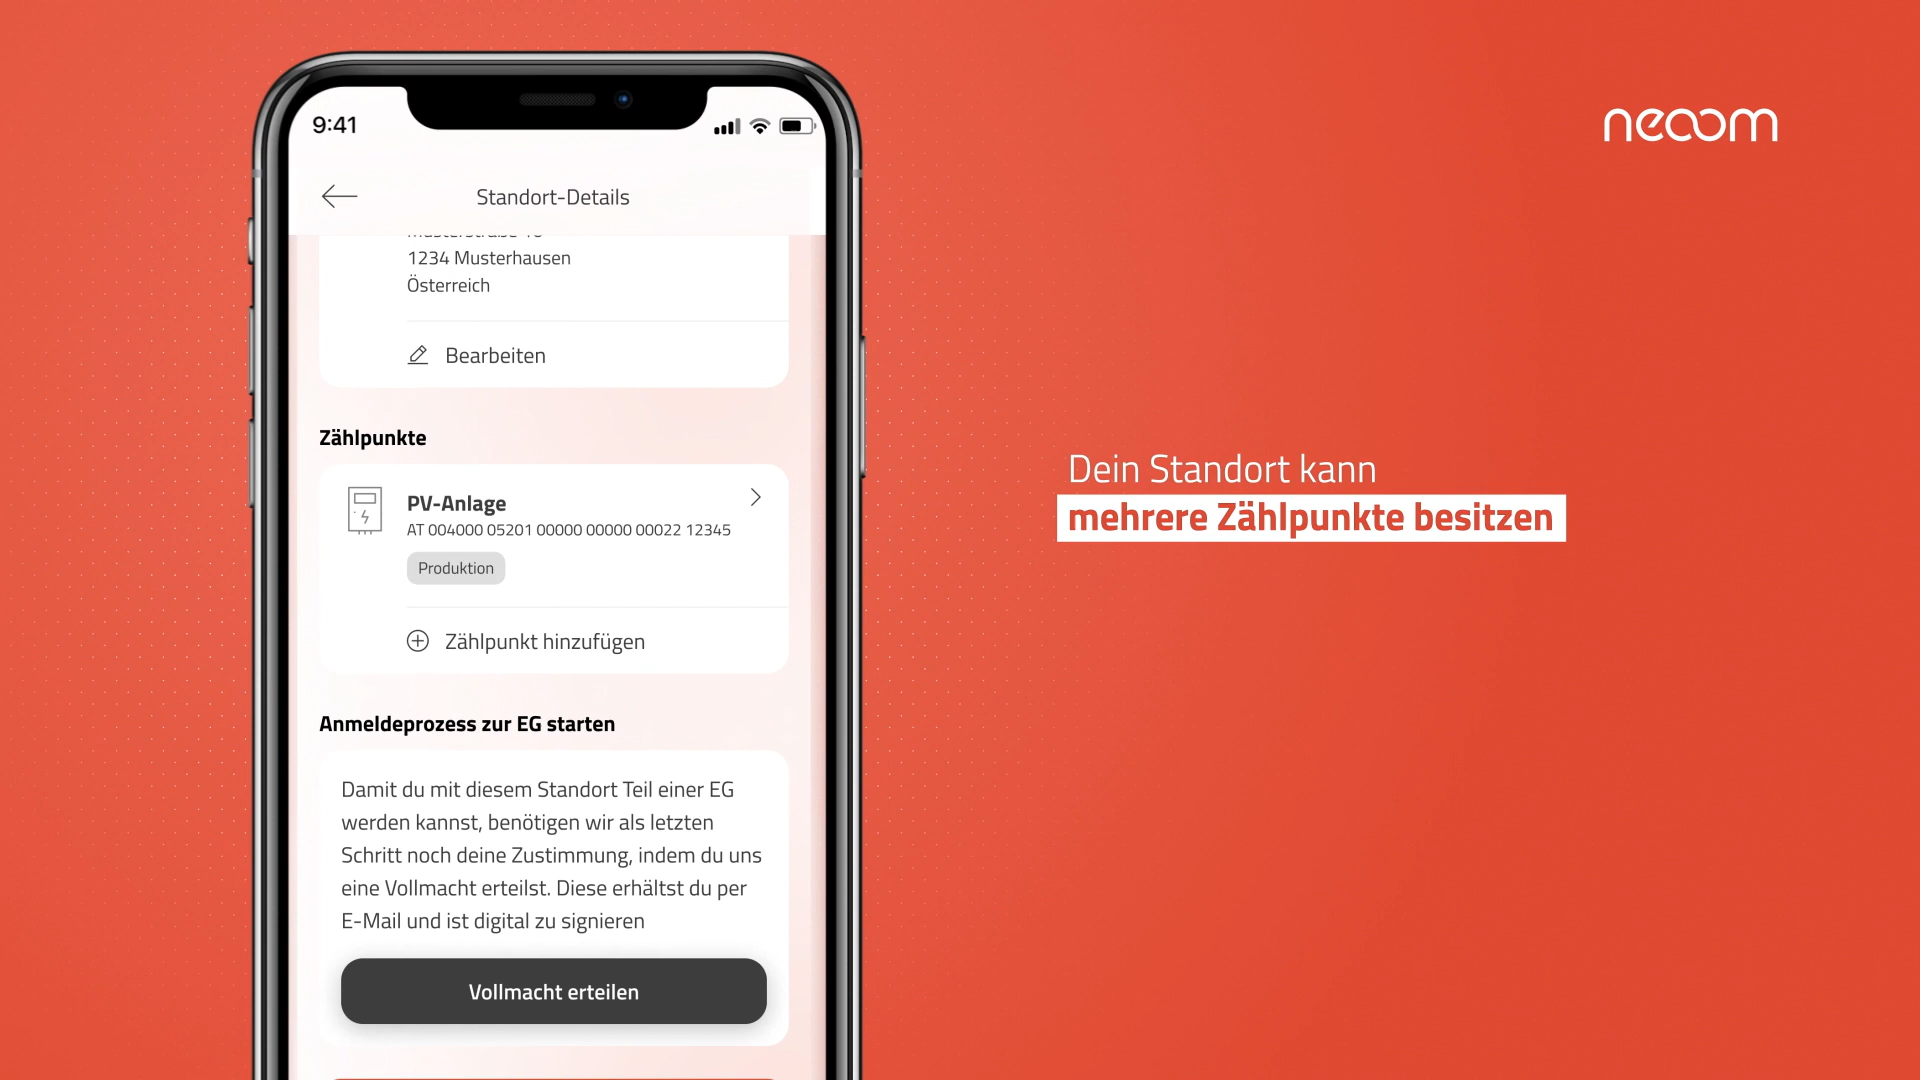 9:41
neoom
Standort-Details
1234 Musterhausen
Österreich
Bearbeiten
Zählpunkte
PV-Anlage
AT 004000 05201 00000 00000 00022 12345
Produktion
Zählpunkt hinzufügen
Anmeldeprozess zur EG starten
Damit du mit diesem Standort Teil einer EG
werden kannst, benötigen wir als letzten
Schritt noch deine Zustimmung, indem du uns
eine Vollmacht erteilst. Diese erhältst du per
E-Mail und ist digital zu signieren
Vollmacht erteilen
Dein Standort kann
mehrere Zählpunkte besitzen